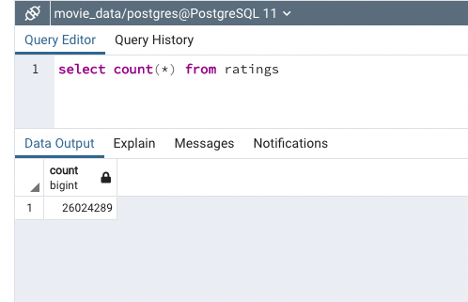 movie_data/postgres@PostgreSQL 11
Query Editor Query History
1 select count(*) from ratings
Data Output Explain Messages Notifications
count
bigint
1 26024289